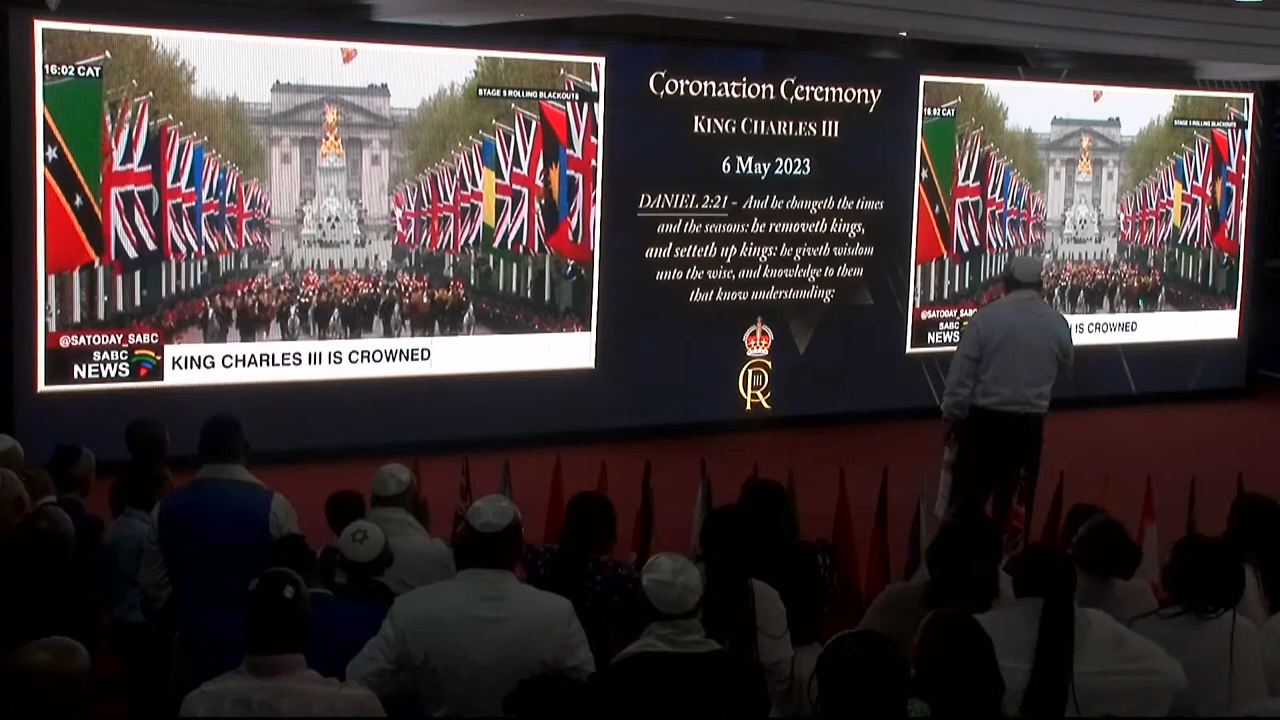 16:02 CAT
STAGE 5 ROLLING BLACKOUTS
@SATODAY_SABC
SABC
NEWS
KING CHARLES III IS CROWNED
Coronation Ceremony
KING CHARLES III
6 May 2023
DANIEL 2:21 - And he changeth the times
and the seasons: he removeth kings,
and setteth up kings: he giveth wisdom
unto the wise, and knowledge to them
that know understanding:
CIIIR
16:02 CAT
STAGE 5 ROLLING BLACKOUTS
@SATODAY_SABC
SABC
NEWS
I IS CROWNED